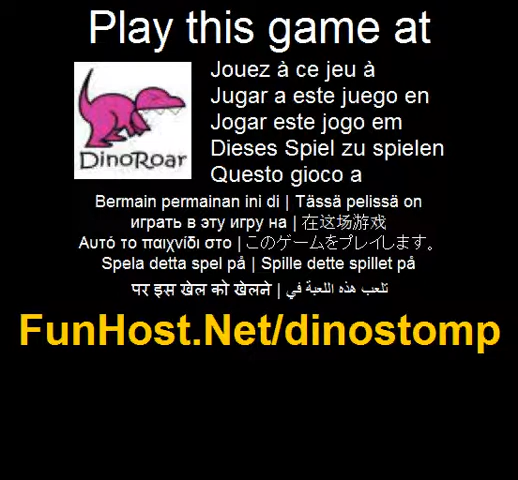 Play this game at
DinoRoar
Jouez à ce jeu à
Jugar a este juego en
Jogar este jogo em
Dieses Spiel zu spielen
Questo gioco a
Bermain permainan ini di | Tässä pelissä on
играть в эту игру на | 在这场游戏
Αυτό το παιχνίδι στο | このゲームをプレイします。
Spela detta spel på | Spille dette spillet på
पर इस खेल को खेलने | تلعب هذه اللعبة في
FunHost.Net/dinostomp